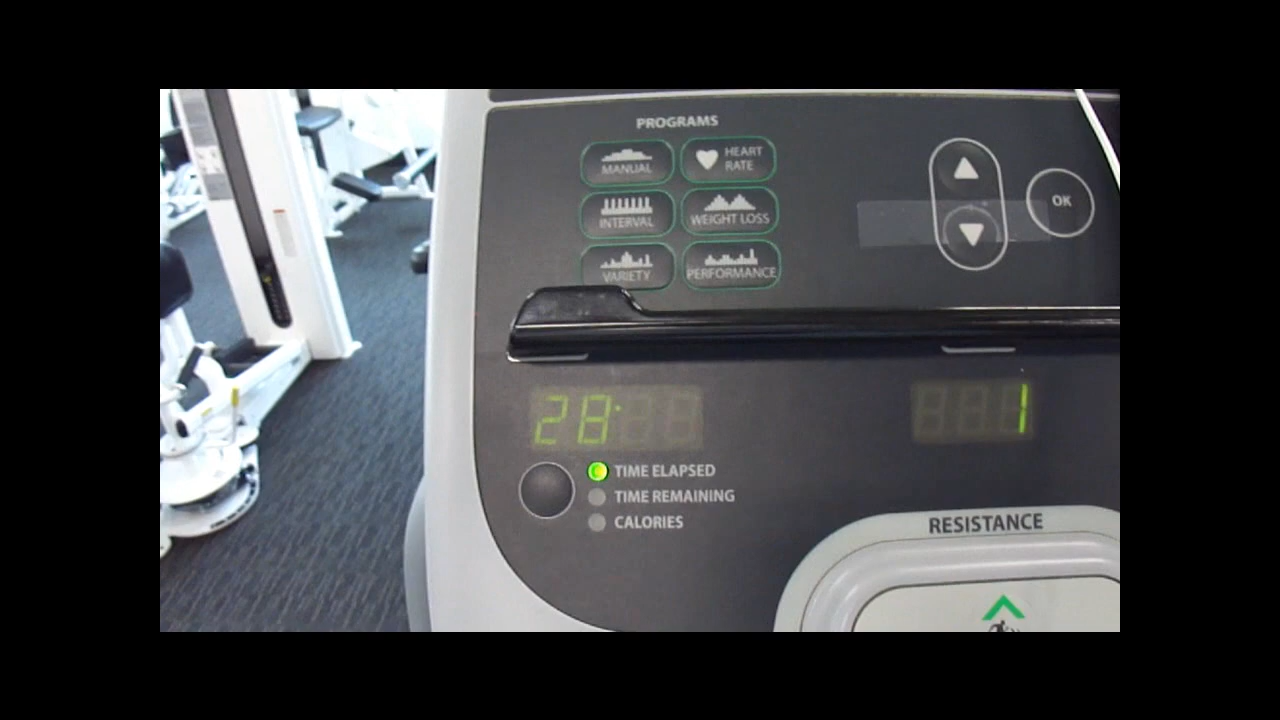 PROGRAMS
MANUAL
HEART
RATE
INTERVAL
WEIGHT LOSS
VARIETY
PERFORMANCE
OK
28:
1
TIME ELAPSED
TIME REMAINING
CALORIES
RESISTANCE